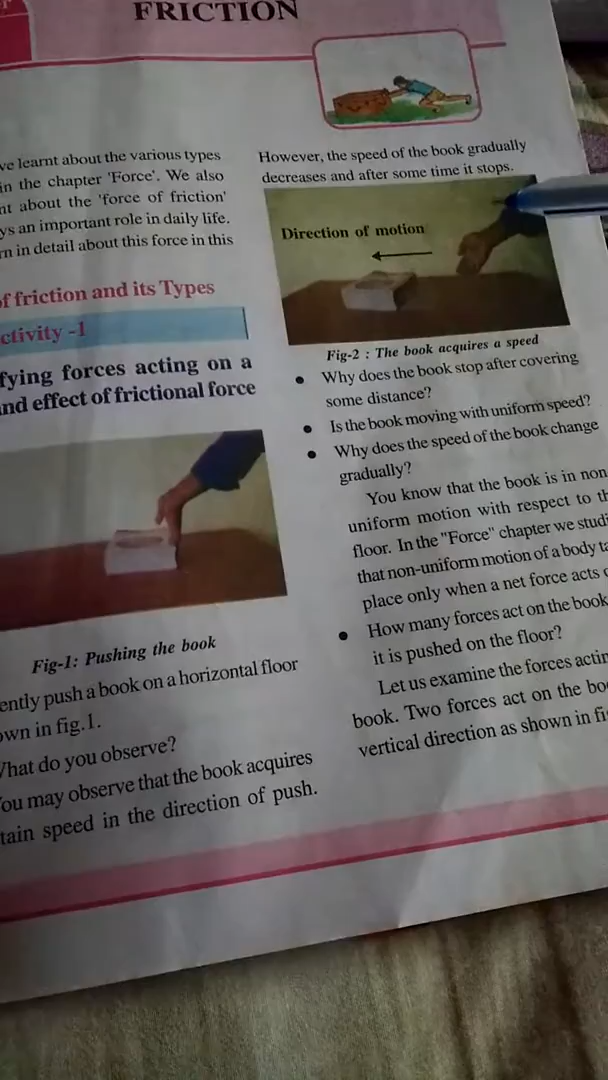 FRICTION
ve learnt about the various types
in the chapter 'Force'. We also
nt about the 'force of friction'
ys an important role in daily life.
rn in detail about this force in this
of friction and its Types
ctivity -1
fying forces acting on a
nd effect of frictional force
Fig-1: Pushing the book
ently push a book on a horizontal floor
own in fig.1.
What do you observe?
You may observe that the book acquires
tain speed in the direction of push.
However, the speed of the book gradually
decreases and after some time it stops.
Direction of motion
Fig-2 : The book acquires a speed
• Why does the book stop after covering
some distance?
• Is the book moving with uniform speed?
• Why does the speed of the book change
gradually?
You know that the book is in non
uniform motion with respect to th
floor. In the "Force" chapter we studi
that non-uniform motion of a body ta
place only when a net force acts o
• How many forces act on the book
it is pushed on the floor?
Let us examine the forces actin
book. Two forces act on the bo
vertical direction as shown in fi